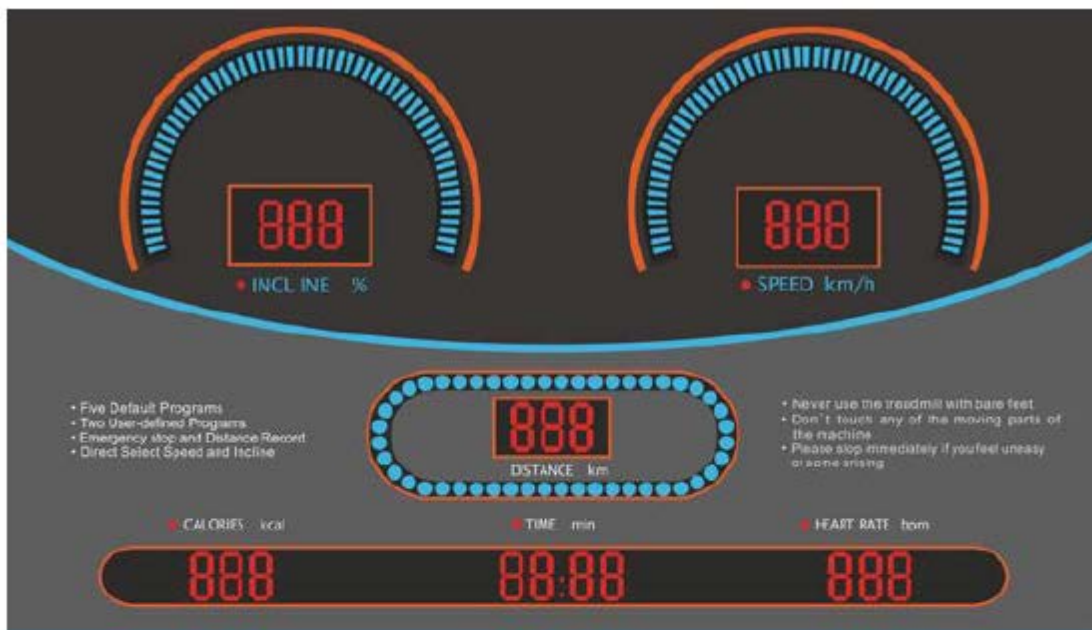 888
888
• INCLINE %
• SPEED km/h
• Five Default Programs
• Two User-defined Programs
• Emergency stop and Distance Record
• Direct Select Speed and Incline
888
DISTANCE km
• Never use the treadmill with bare feet
• Don't touch any of the moving parts of
the machine
• Please stop immediately if you feel uneasy
• CALORIES kcal
• TIME min
• HEART RATE bpm
888
88:88
888